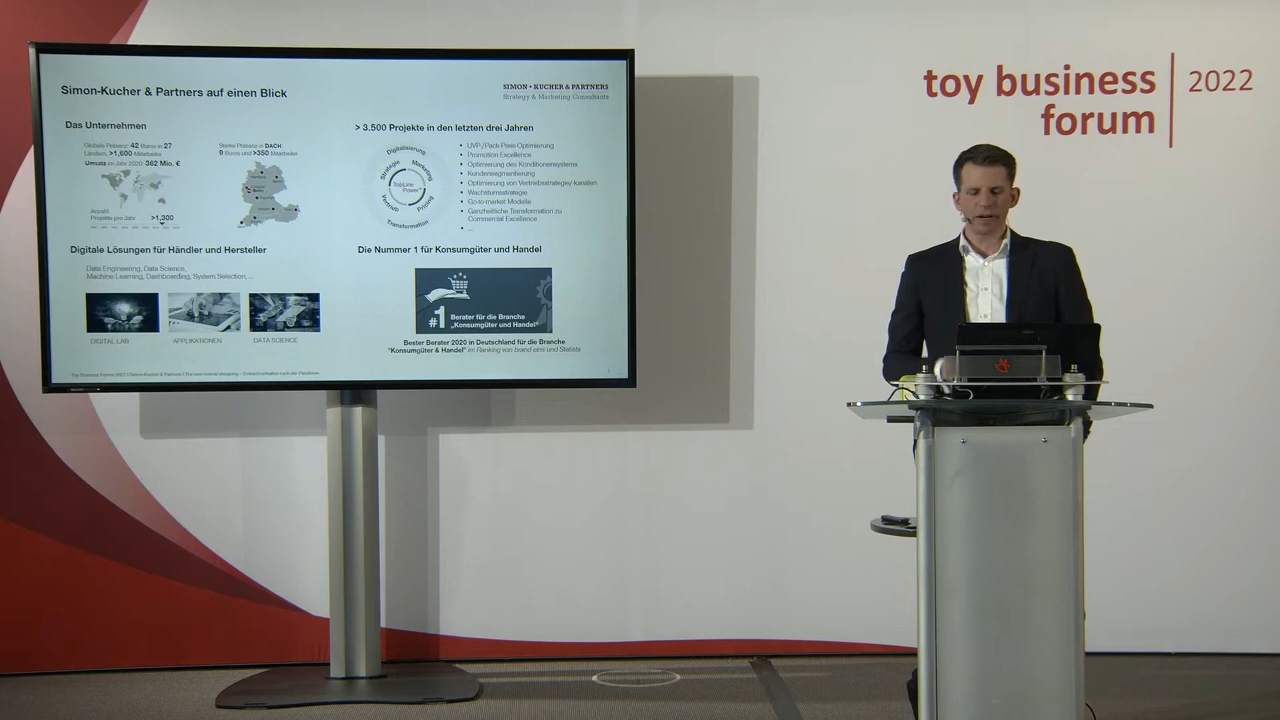 Simon-Kucher & Partners auf einen Blick
SIMON • KUCHER & PARTNERS
Strategy & Marketing Consultants
Das Unternehmen
Globale Präsenz: 42 Büros in 27
Ländern, >1,600 Mitarbeiter
Umsatz im Jahr 2020: 362 Mio. €
Anzahl
Projekte pro Jahr
>1,300
Starke Präsenz in DACH
9 Büros und >350 Mitarbeiter
> 3.500 Projekte in den letzten drei Jahren
Digitalisierung
Strategie
Marketing
TopLine
Power
Vertrieb
Pricing
Transformation
• UVP-/Pack-Preis Optimierung
• Promotion Excellence
• Optimierung des Konditionensystems
• Kundensegmentierung
• Optimierung von Vertriebsstrategie/-kanälen
• Wachstumsstrategie
• Go-to-market Modelle
• Ganzheitliche Transformation zu
Commercial Excellence
• ...
Digitale Lösungen für Händler und Hersteller
Data Engineering, Data Science,
Machine Learning, Dashboarding, System Selection, ...
DIGITAL LAB
APPLIKATIONEN
DATA SCIENCE
Die Nummer 1 für Konsumgüter und Handel
#1
Berater für die Branche
„Konsumgüter und Handel"
Bester Berater 2020 in Deutschland für die Branche
"Konsumgüter & Handel" im Ranking von brand eins und Statista
toy business
forum
2022